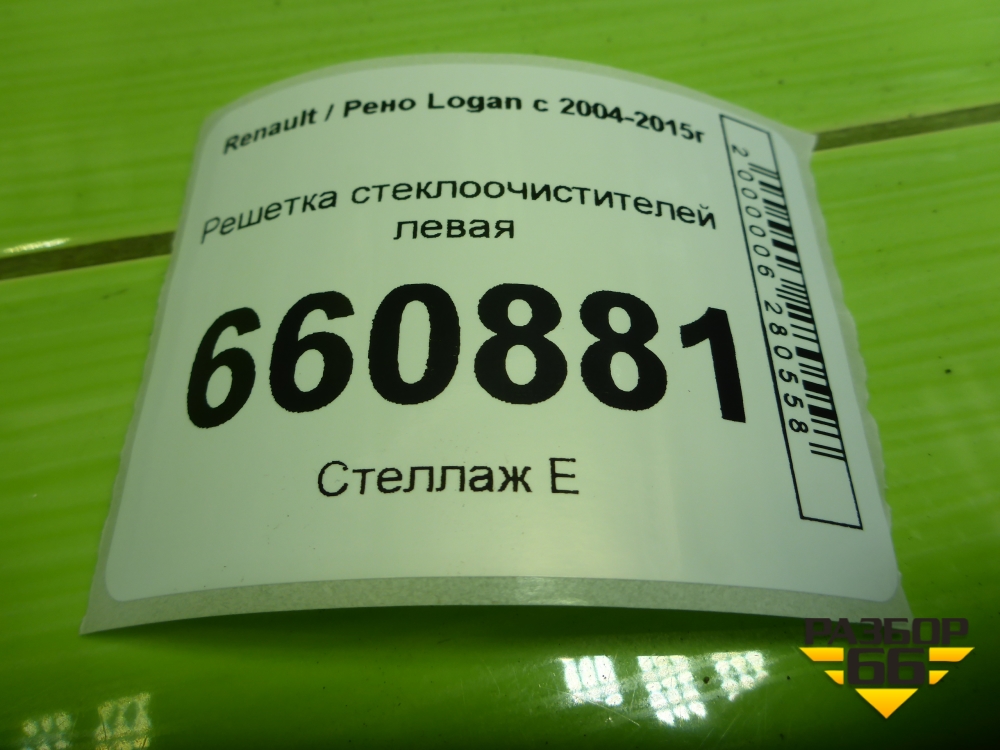 Renault / Рено Logan с 2004-2015г
Решетка стеклоочистителей
левая
660881
Стеллаж Е
2000006280558
РАЗБОР
66